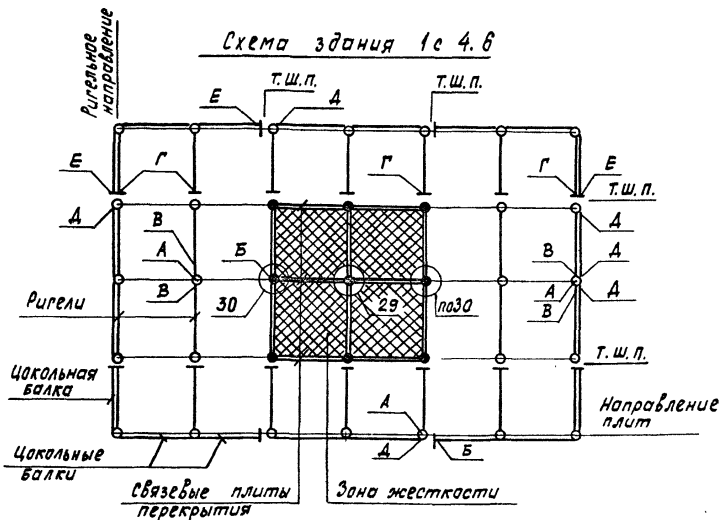 Схема здания 1с 4.6
Ригельное
направление
т.ш.п.
т.ш.п.
Е
Д
Е
Г
Г
Г
Е
т.ш.п.
Д
Д
В
А
Б
В
Д
Ригели
В
30
29
по30
А
В
Д
Цокольная
балка
т.ш.п.
А
Направление
плит
Д
Б
Цокольные
балки
Связевые плиты
перекрытия
Зона жесткости